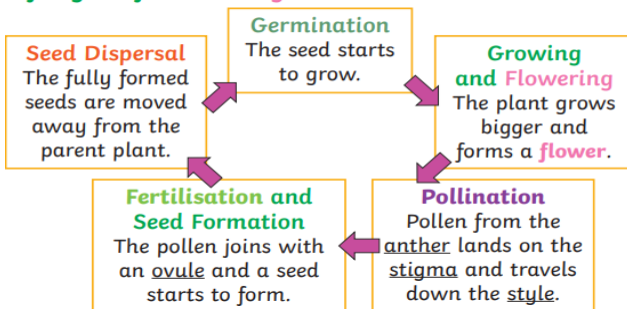 Germination
The seed starts
to grow.
Growing
and Flowering
The plant grows
bigger and
forms a flower.
Pollination
Pollen from the
anther lands on the
stigma and travels
down the style.
Fertilisation and
Seed Formation
The pollen joins with
an ovule and a seed
starts to form.
Seed Dispersal
The fully formed
seeds are moved
away from the
parent plant.